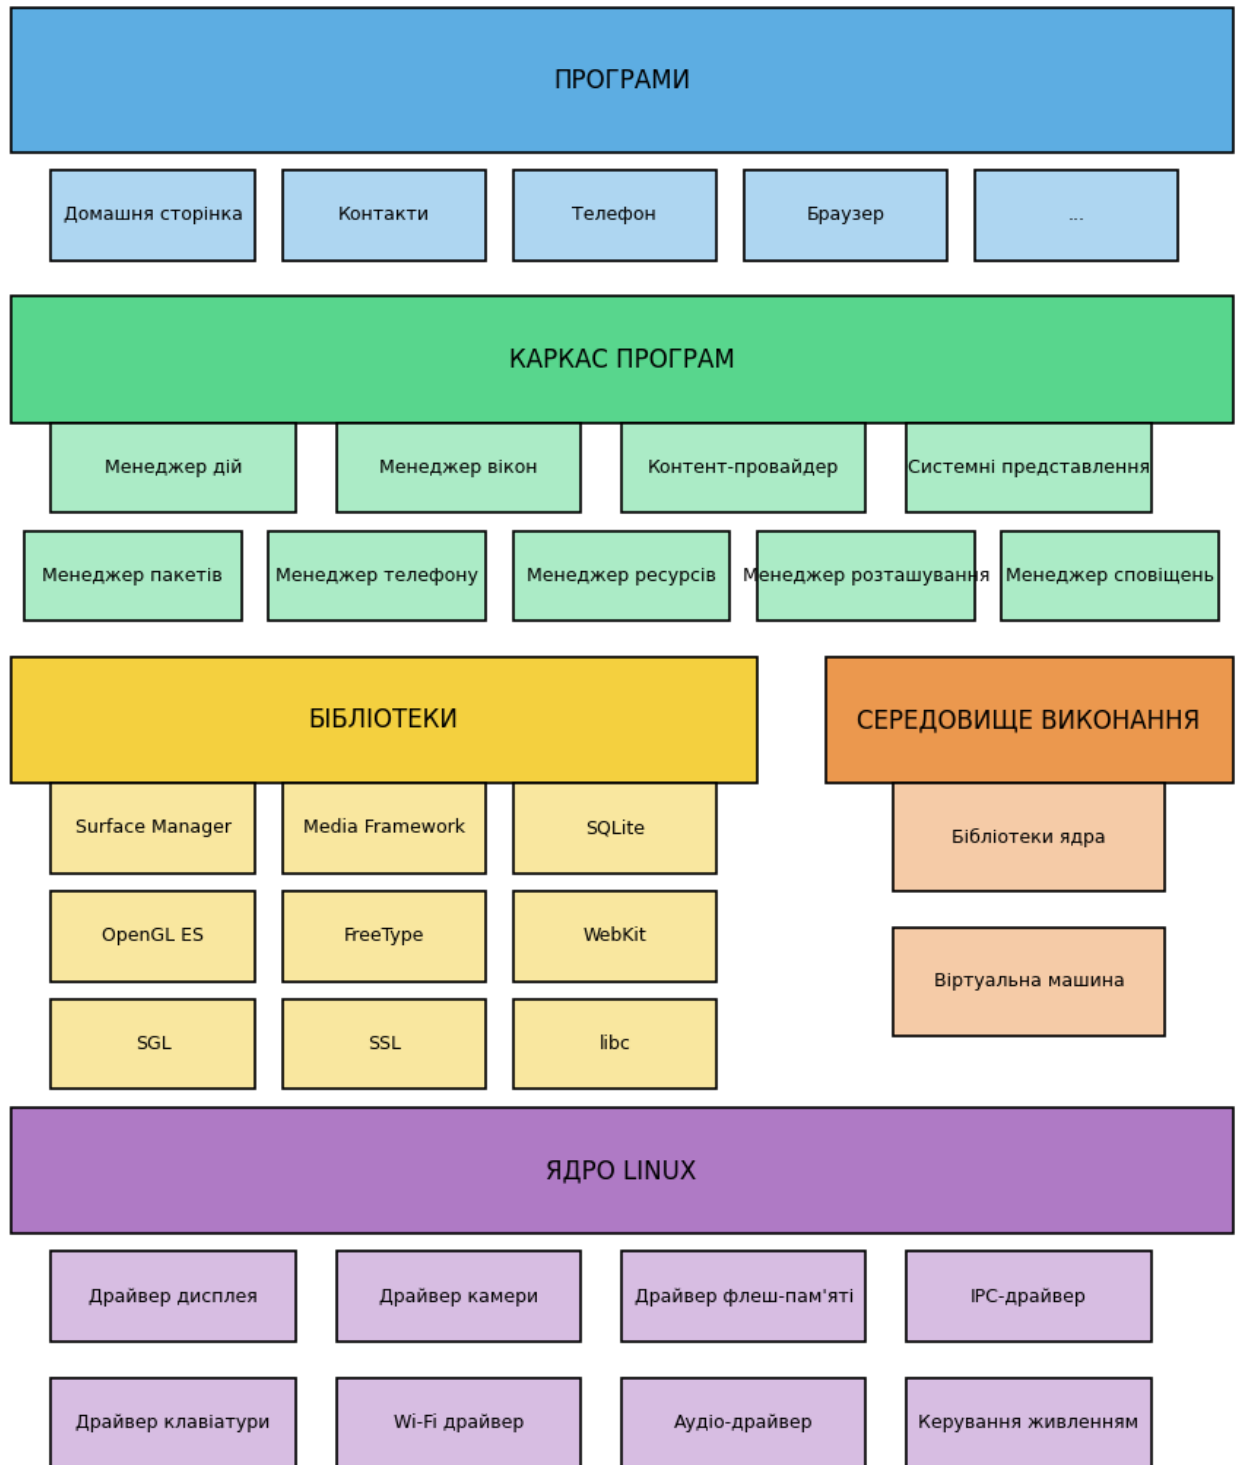 ПРОГРАМИ
Домашня сторінка
Контакти
Телефон
Браузер
...
КАРКАС ПРОГРАМ
Менеджер дій
Менеджер вікон
Контент-провайдер
Системні представлення
Менеджер пакетів
Менеджер телефону
Менеджер ресурсів
Менеджер розташування
Менеджер сповіщень
БІБЛІОТЕКИ
СЕРЕДОВИЩЕ ВИКОНАННЯ
Surface Manager
Media Framework
SQLite
Бібліотеки ядра
OpenGL ES
FreeType
WebKit
Віртуальна машина
SGL
SSL
libc
ЯДРО LINUX
Драйвер дисплея
Драйвер камери
Драйвер флеш-пам'яті
IPC-драйвер
Драйвер клавіатури
Wi-Fi драйвер
Аудіо-драйвер
Керування живленням